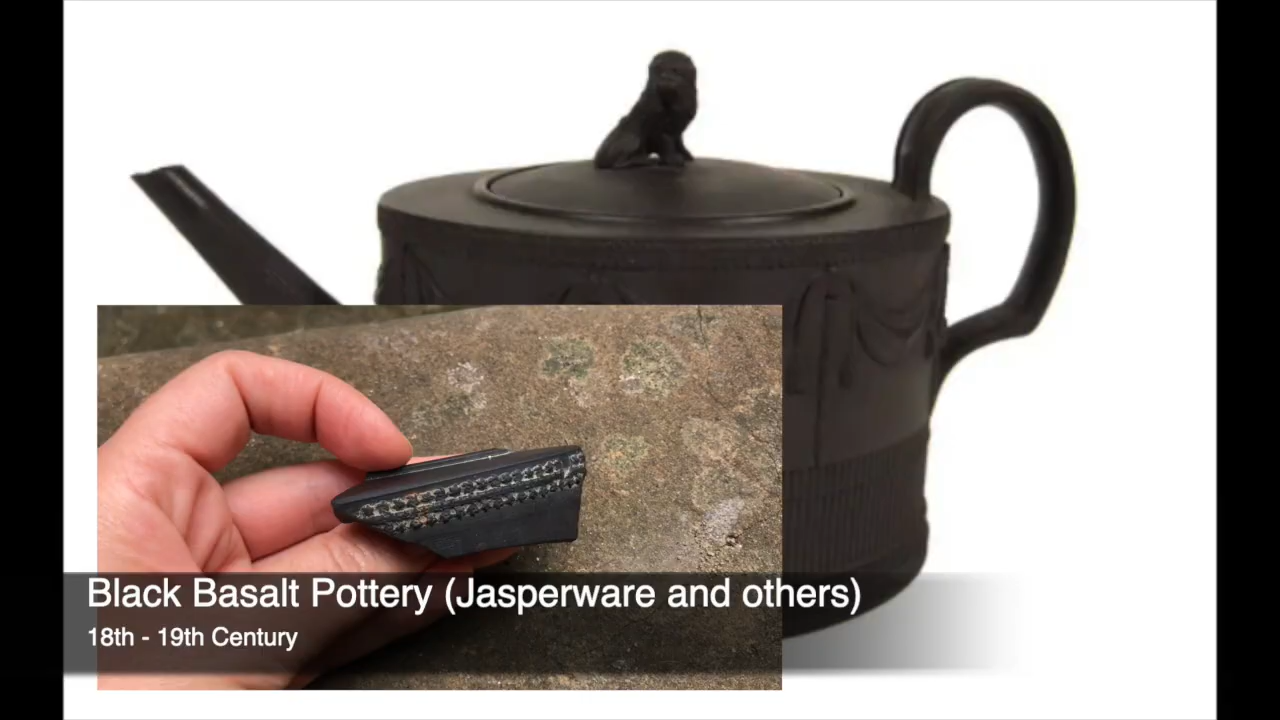 Black Basalt Pottery (Jasperware and others)
18th - 19th Century